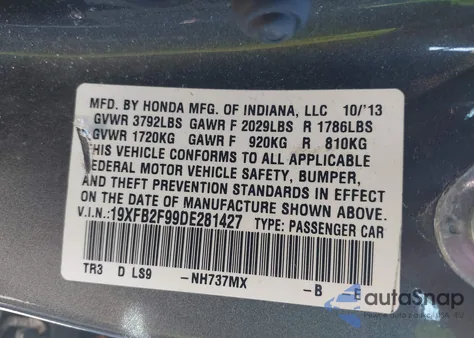 MFD. BY HONDA MFG. OF INDIANA, LLC 10/'13
GVWR 3792LBS GAWR F 2029LBS R 1786LBS
GVWR 1720KG GAWR F 920KG R 810KG
THIS VEHICLE CONFORMS TO ALL APPLICABLE
FEDERAL MOTOR VEHICLE SAFETY, BUMPER,
AND THEFT PREVENTION STANDARDS IN EFFECT
ON THE DATE OF MANUFACTURE SHOWN ABOVE.
V.I.N.: 19XFB2F99DE281427 TYPE: PASSENGER CAR
TR3 D LS9 -NH737MX -B -E
autoSnap